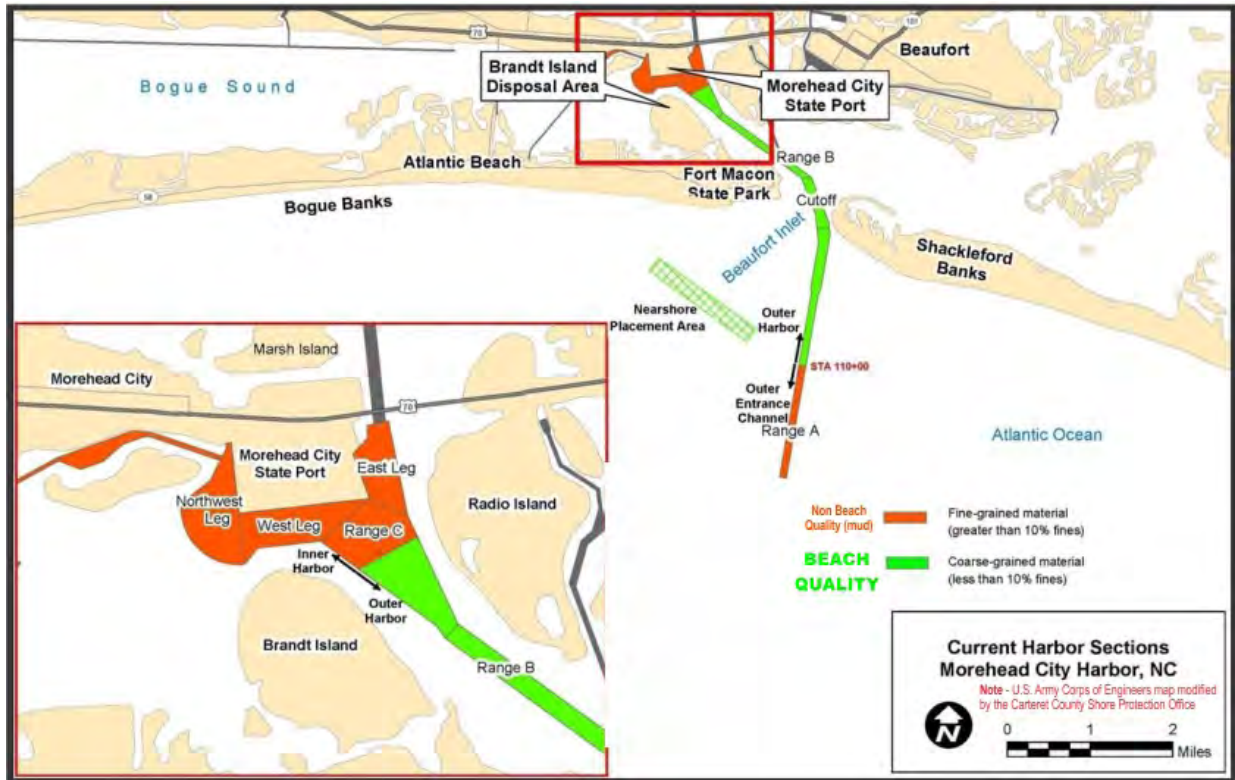 70
101
Beaufort
Brandt Island
Disposal Area
Morehead City
State Port
Bogue Sound
Atlantic Beach
58
Bogue Banks
Fort Macon
State Park
Range B
Cutoff
Beaufort Inlet
Shackleford
Banks
Nearshore
Placement Area
Outer
Harbor
STA 110+00
Outer
Entrance
Channel
Range A
Atlantic Ocean
Marsh Island
Morehead City
70
Morehead City
State Port
East Leg
Northwest
Leg
West Leg
Range C
Radio Island
Inner
Harbor
Outer
Harbor
Brandt Island
Range B
Non Beach
Quality (mud)
Fine-grained material
(greater than 10% fines)
BEACH
QUALITY
Coarse-grained material
(less than 10% fines)
Current Harbor Sections
Morehead City Harbor, NC
Note - U.S. Army Corps of Engineers map modified
by the Carteret County Shore Protection Office
N
0 1 2
Miles